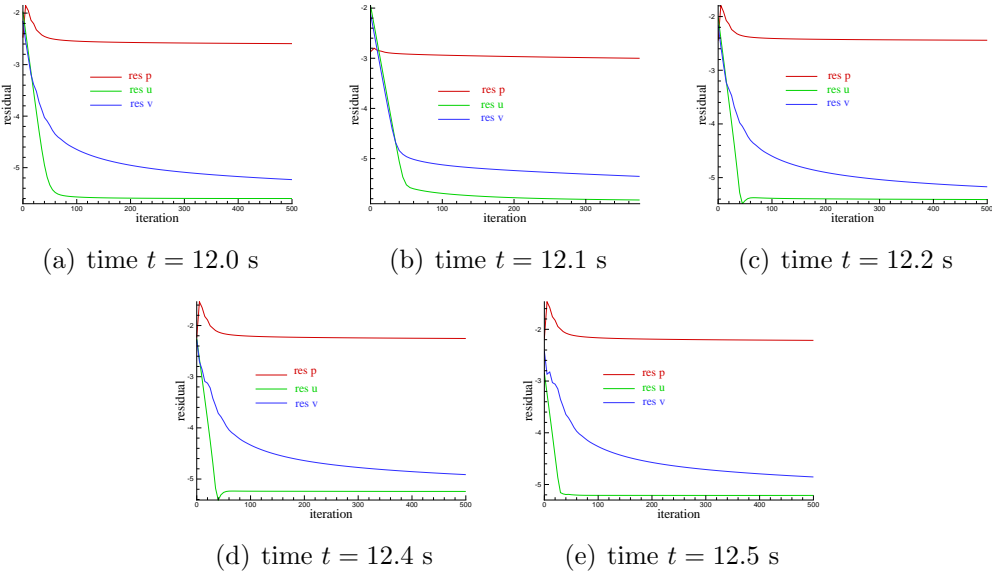 -2
-3
-4
-5
residual
res p
res u
res v
0 100 200 300 400 500
iteration
(a) time t = 12.0 s
-2
-3
-4
-5
residual
res p
res u
res v
0 100 200 300
iteration
(b) time t = 12.1 s
-2
-3
-4
-5
residual
res p
res u
res v
0 100 200 300 400 500
iteration
(c) time t = 12.2 s
-2
-3
-4
-5
residual
res p
res u
res v
0 100 200 300 400 500
iteration
(d) time t = 12.4 s
-2
-3
-4
-5
residual
res p
res u
res v
0 100 200 300 400 500
iteration
(e) time t = 12.5 s